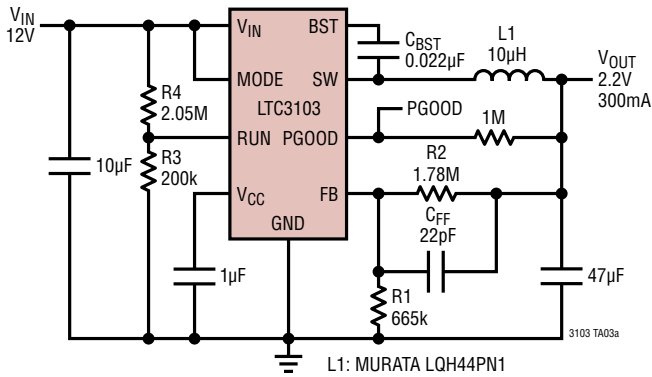 VIN
12V
VIN
BST
CBST
0.022µF
L1
10µH
VOUT
2.2V
300mA
MODE
SW
R4
2.05M
LTC3103
PGOOD
1M
RUN
PGOOD
10µF
R3
200k
R2
1.78M
VCC
FB
CFF
22pF
GND
1µF
47µF
R1
665k
3103 TA03a
L1: MURATA LQH44PN1